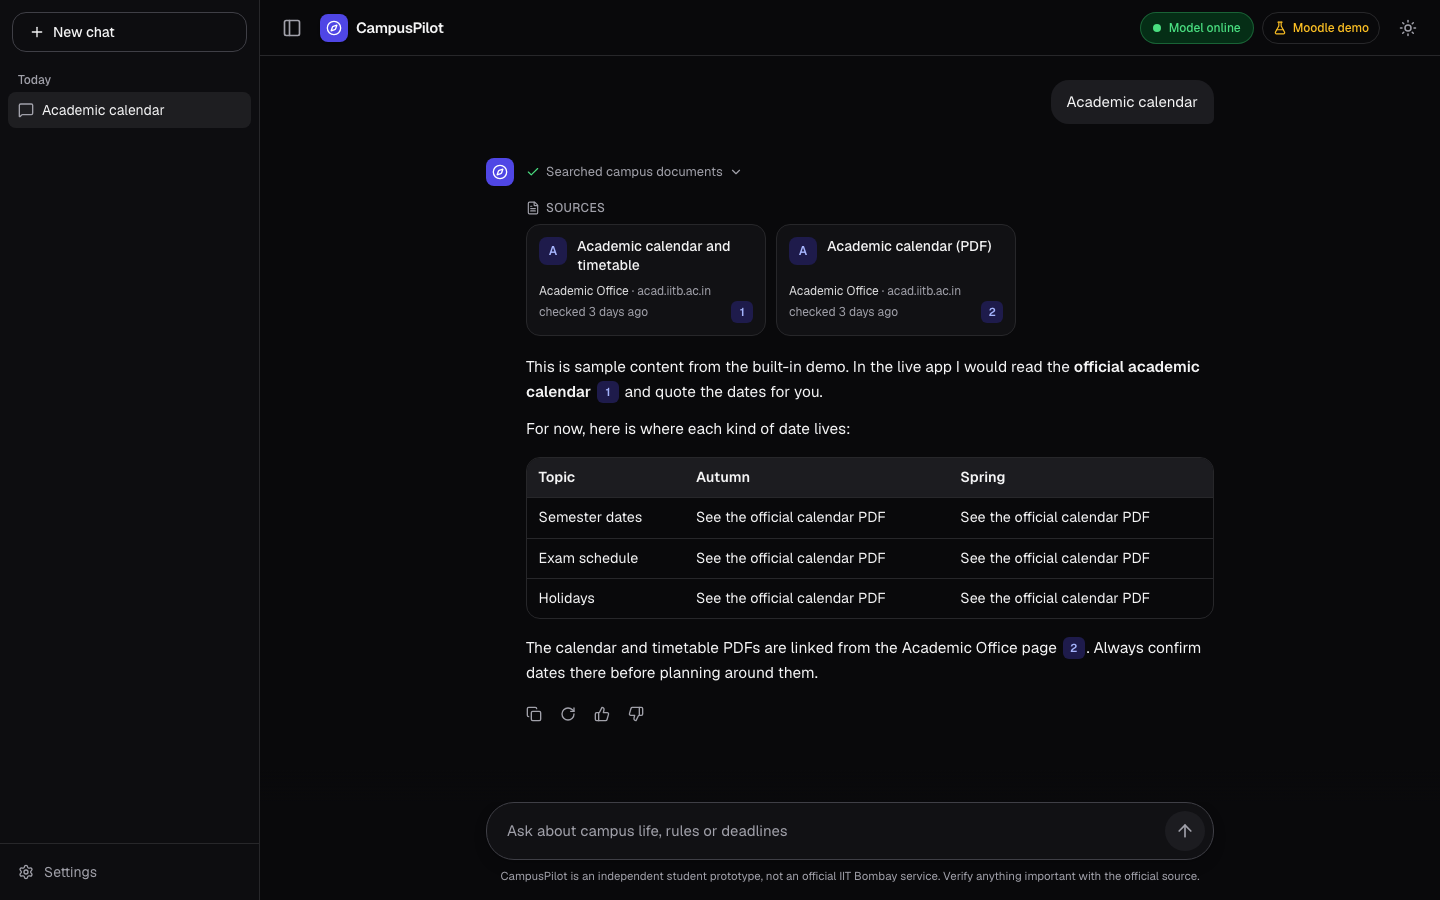 New chat
Today
Academic calendar
Settings
CampusPilot
Model online
Moodle demo
Academic calendar
Searched campus documents
SOURCES
A
Academic calendar and
timetable
Academic Office · acad.iitb.ac.in
checked 3 days ago
1
A
Academic calendar (PDF)
Academic Office · acad.iitb.ac.in
checked 3 days ago
2
This is sample content from the built-in demo. In the live app I would read the official academic
calendar 1 and quote the dates for you.
For now, here is where each kind of date lives:
Topic Autumn Spring
Semester dates See the official calendar PDF See the official calendar PDF
Exam schedule See the official calendar PDF See the official calendar PDF
Holidays See the official calendar PDF See the official calendar PDF
The calendar and timetable PDFs are linked from the Academic Office page 2. Always confirm
dates there before planning around them.
Ask about campus life, rules or deadlines
CampusPilot is an independent student prototype, not an official IIT Bombay service. Verify anything important with the official source.